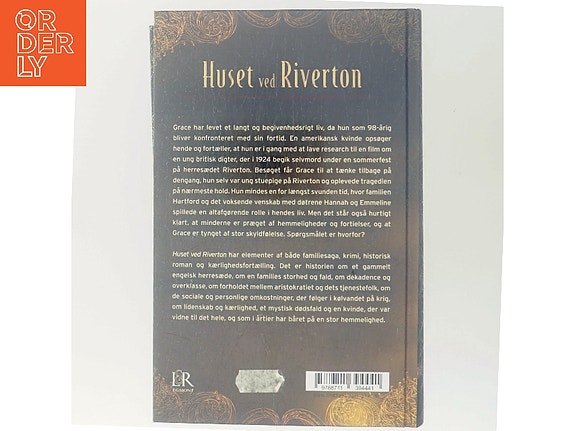 OR
DER
LY
Huset ved Riverton
Grace har levet et langt og begivenhedsrigt liv, da hun som 98-årig
bliver konfronteret med sin fortid. En amerikansk kvinde opsøger
hende og fortæller, at hun er i gang med at lave research til en film om
en ung britisk digter, der i 1924 begik selvmord under en sommerfest
på herresædet Riverton. Besøget får Grace til at tænke tilbage på
dengang, hun selv var ung stuepige på Riverton og oplevede tragedien
på nærmeste hold. Hun mindes en for længst svunden tid, hvor familien
Hartford og det voksende venskab med døtrene Hannah og Emmeline
spillede en altafgørende rolle i hendes liv. Men det står også hurtigt
klart, at minderne er præget af hemmeligheder og fortielser, og at
Grace er tynget af stor skyldfølelse. Spørgsmålet er hvorfor?
Huset ved Riverton har elementer af både familiesaga, krimi, historisk
roman og kærlighedsfortælling. Det er historien om et gammelt
engelsk herresæde, om en families storhed og fald, om dekadence og
overklasse, om forholdet mellem aristokratiet og dets tjenestefolk, om
de sociale og personlige omkostninger, der følger i kølvandet på krig,
om lidenskab og kærlighed, et mystisk dødsfald og en kvinde, der var
vidne til det hele, og som i årtier har båret på en stor hemmelighed.
L&R
EGMONT
9788711 394441